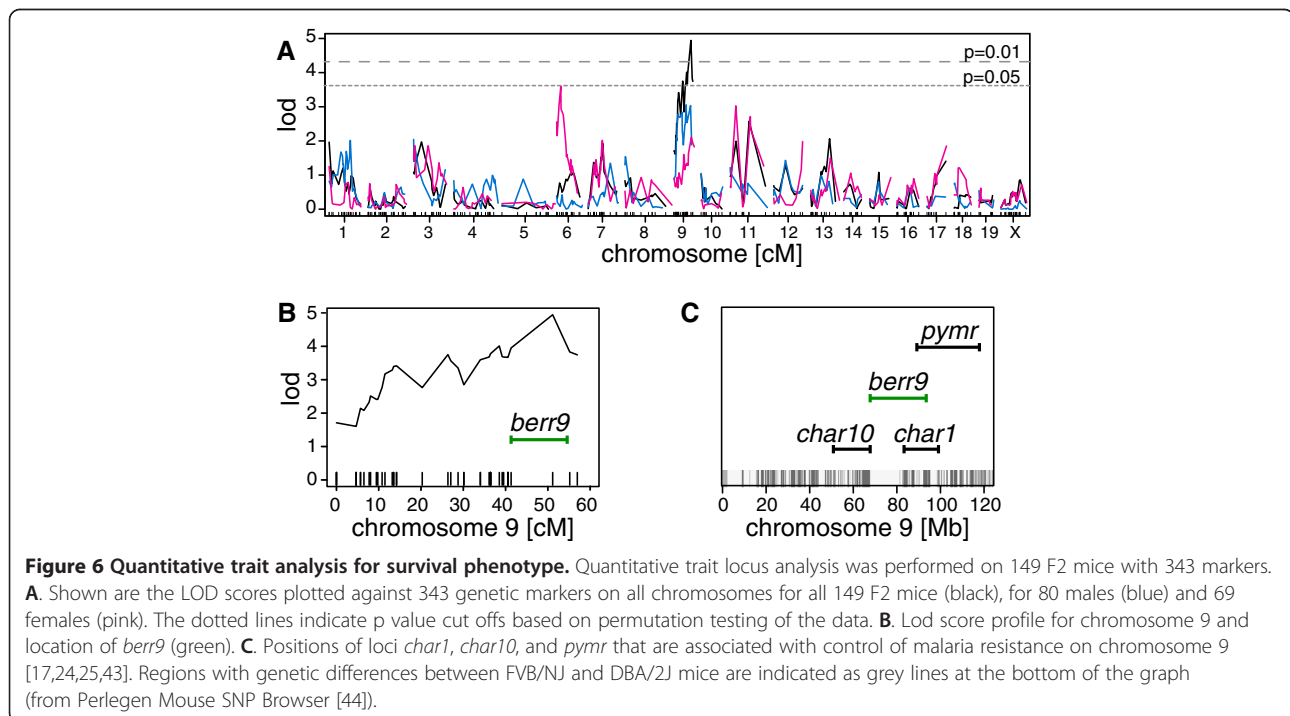 A
5
4
3
2
1
0
lod
p=0.01
p=0.05
1 2 3 4 5 6 7 8 9 10 11 12 13 14 15 16 17 18 19 X
chromosome [cM]
B
5
4
3
2
1
0
lod
berr9
0 10 20 30 40 50 60
chromosome 9 [cM]
C
pymr
berr9
char10 char1
0 20 40 60 80 100 120
chromosome 9 [Mb]
Figure 6 Quantitative trait analysis for survival phenotype. Quantitative trait locus analysis was performed on 149 F2 mice with 343 markers.
A. Shown are the LOD scores plotted against 343 genetic markers on all chromosomes for all 149 F2 mice (black), for 80 males (blue) and 69
females (pink). The dotted lines indicate p value cut offs based on permutation testing of the data. B. Lod score profile for chromosome 9 and
location of berr9 (green). C. Positions of loci char1, char10, and pymr that are associated with control of malaria resistance on chromosome 9
[17,24,25,43]. Regions with genetic differences between FVB/NJ and DBA/2J mice are indicated as grey lines at the bottom of the graph
(from Perlegen Mouse SNP Browser [44]).